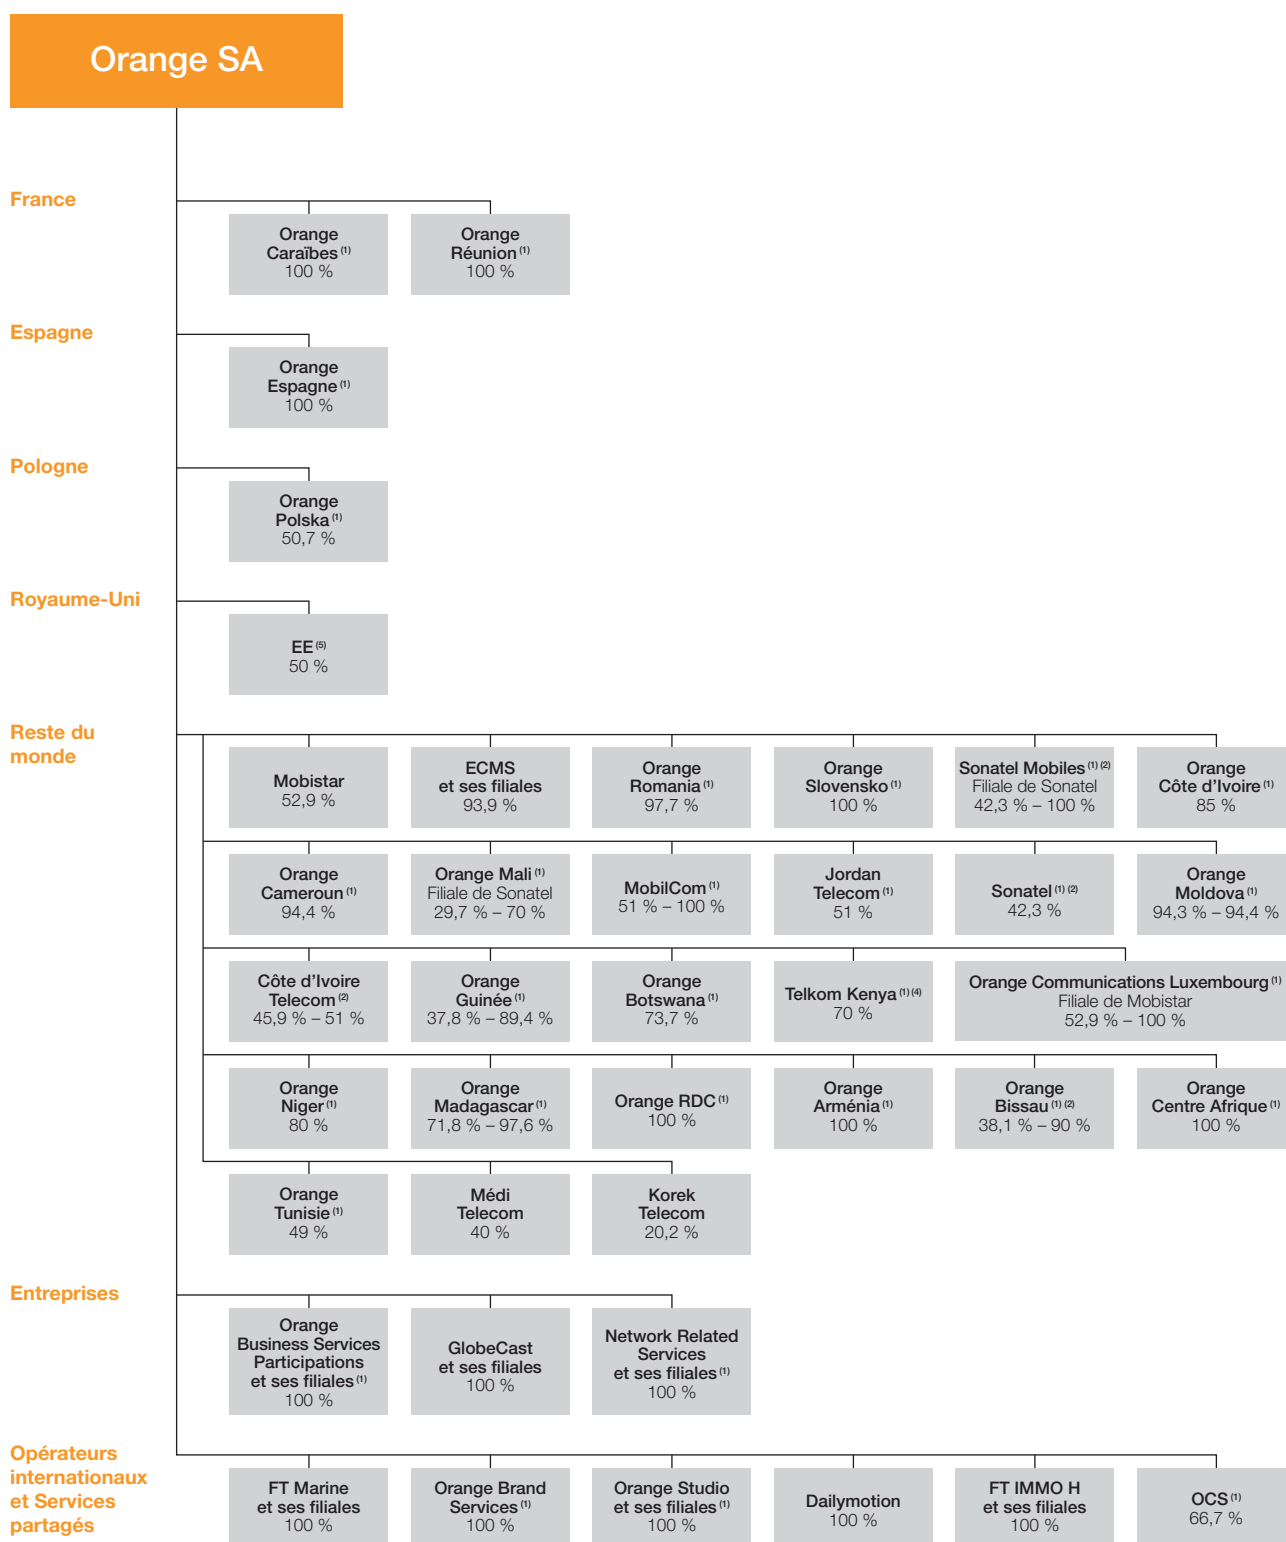 Orange SA
France
Orange
Caraïbes (1)
100 %
Orange
Réunion (1)
100 %
Espagne
Orange
Espagne (1)
100 %
Pologne
Orange
Polska (1)
50,7 %
Royaume-Uni
EE (5)
50 %
Reste du
monde
Mobistar
52,9 %
ECMS
et ses filiales
93,9 %
Orange
Romania (1)
97,7 %
Orange
Slovensko (1)
100 %
Sonatel Mobiles (1) (2)
Filiale de Sonatel
42,3 % – 100 %
Orange
Côte d'Ivoire (1)
85 %
Orange
Cameroun (1)
94,4 %
Orange Mali (1)
Filiale de Sonatel
29,7 % – 70 %
MobilCom (1)
51 % – 100 %
Jordan
Telecom (1)
51 %
Sonatel (1) (2)
42,3 %
Orange
Moldova (1)
94,3 % – 94,4 %
Côte d'Ivoire
Telecom (2)
45,9 % – 51 %
Orange
Guinée (1)
37,8 % – 89,4 %
Orange
Botswana (1)
73,7 %
Telkom Kenya (1) (4)
70 %
Orange Communications Luxembourg (1)
Filiale de Mobistar
52,9 % – 100 %
Orange
Niger (1)
80 %
Orange
Madagascar (1)
71,8 % – 97,6 %
Orange RDC (1)
100 %
Orange
Arménia (1)
100 %
Orange
Bissau (1) (2)
38,1 % – 90 %
Orange
Centre Afrique (1)
100 %
Orange
Tunisie (1)
49 %
Médi
Telecom
40 %
Korek
Telecom
20,2 %
Entreprises
Orange
Business Services
Participations
et ses filiales (1)
100 %
GlobeCast
et ses filiales
100 %
Network Related
Services
et ses filiales (1)
100 %
Opérateurs
internationaux
et Services
partagés
FT Marine
et ses filiales
100 %
Orange Brand
Services (1)
100 %
Orange Studio
et ses filiales (1)
100 %
Dailymotion
100 %
FT IMMO H
et ses filiales
100 %
OCS (1)
66,7 %